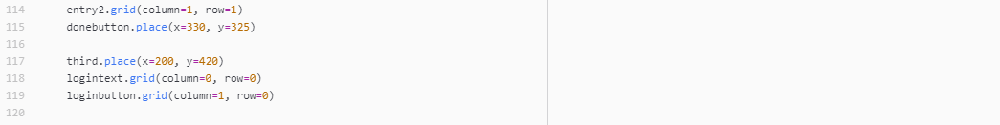 114 entry2.grid(column=1, row=1)
115 donebutton.place(x=330, y=325)
116
117 third.place(x=200, y=420)
118 logintext.grid(column=0, row=0)
119 loginbutton.grid(column=1, row=0)
120